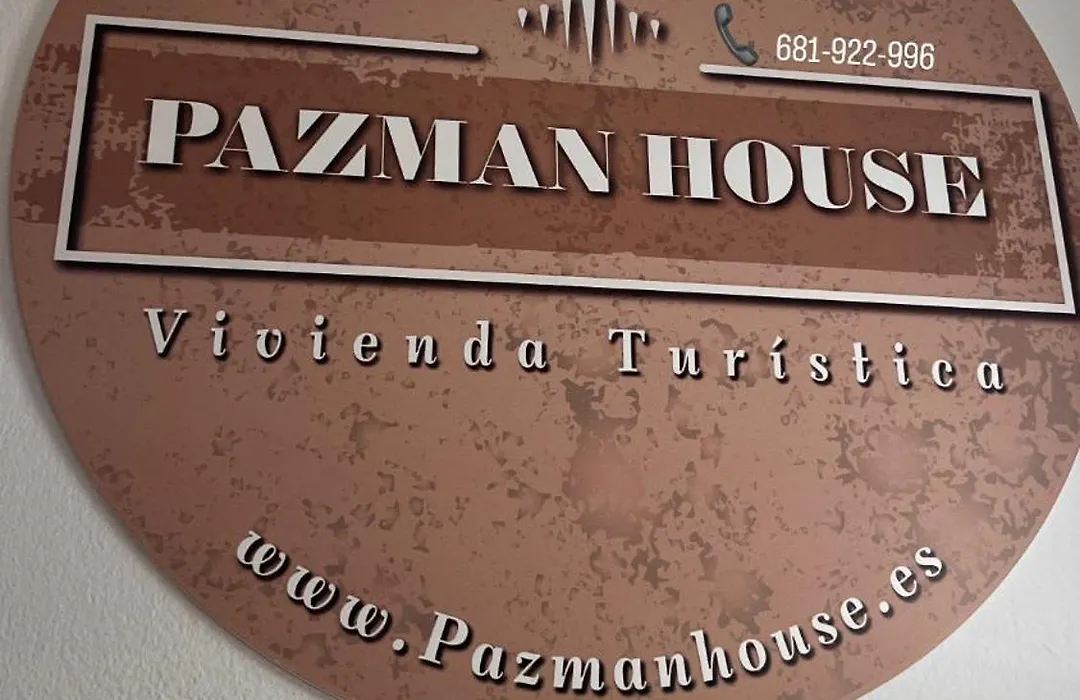 681-922-996
PAZMAN HOUSE
Vivienda Turística
www.Pazmanhouse.es